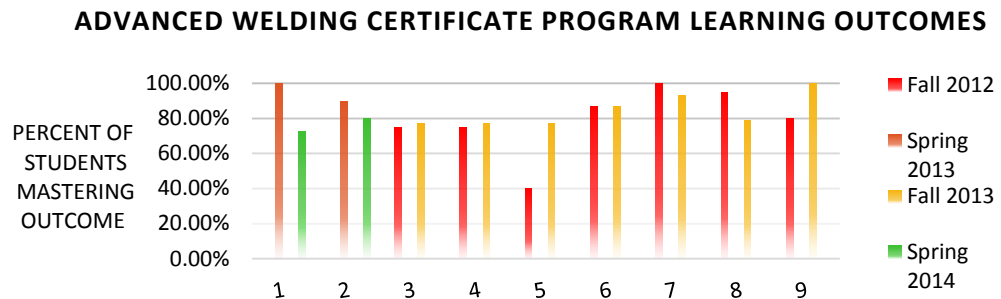 ADVANCED WELDING CERTIFICATE PROGRAM LEARNING OUTCOMES
PERCENT OF
STUDENTS
MASTERING
OUTCOME
100.00%
80.00%
60.00%
40.00%
20.00%
0.00%
1 2 3 4 5 6 7 8 9
Fall 2012
Spring
2013
Fall 2013
Spring
2014